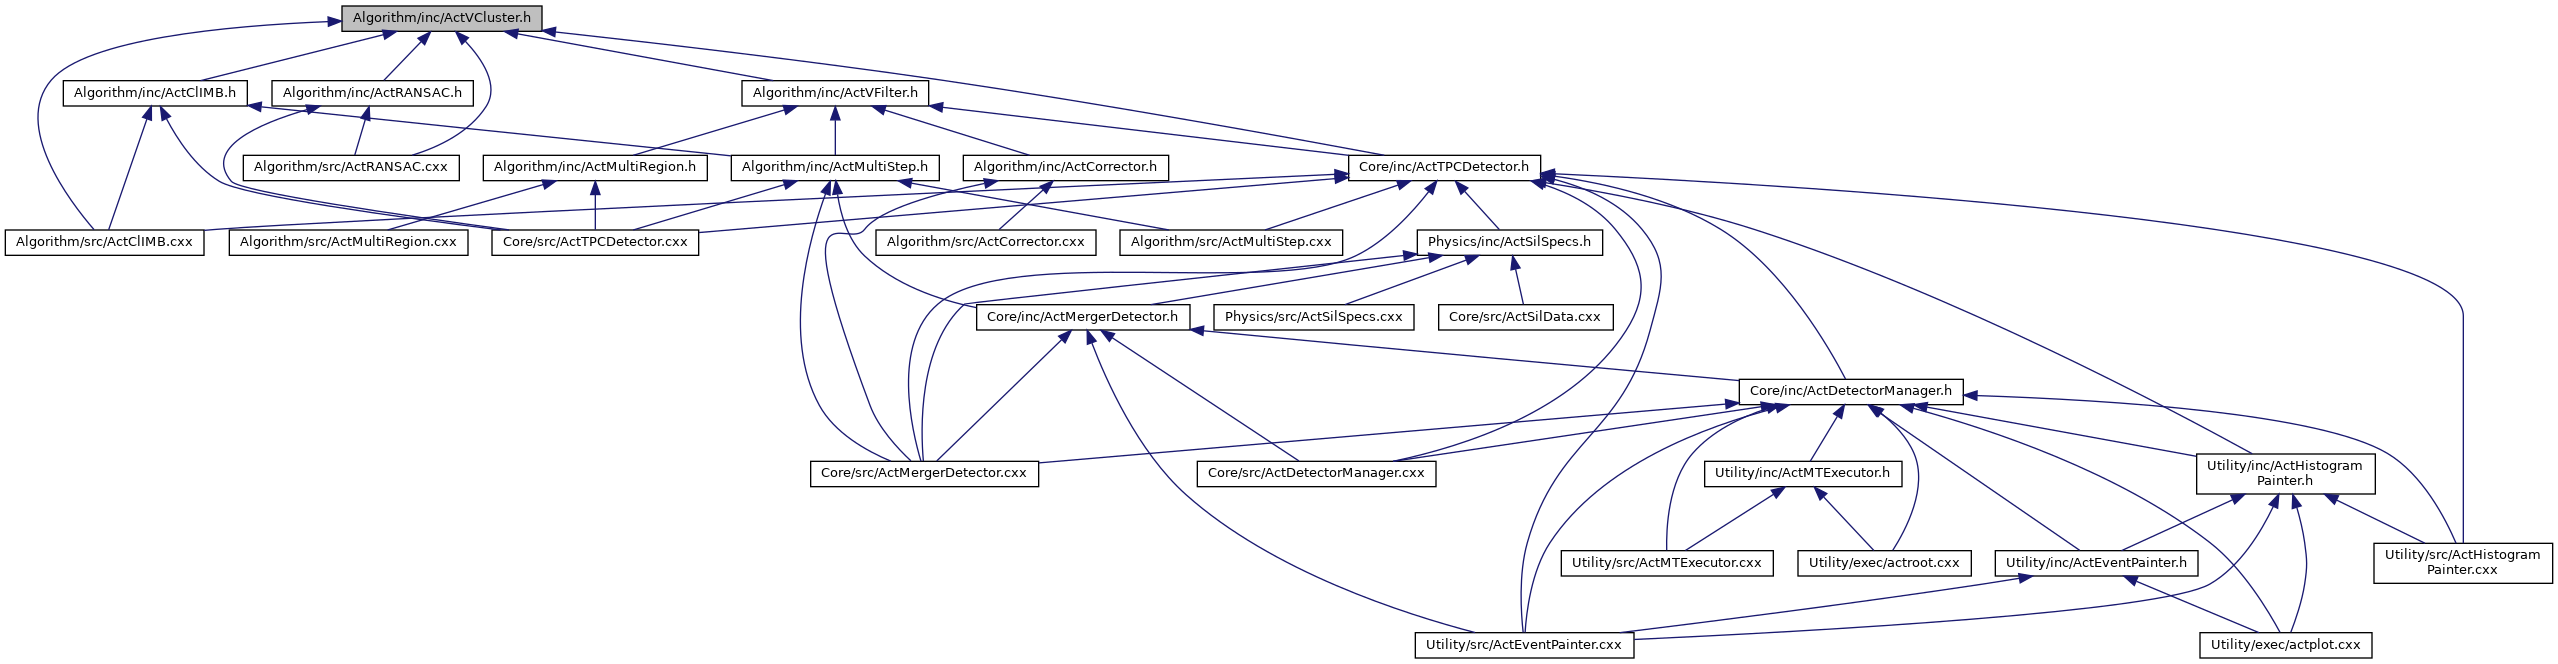 Algorithm/inc/ActVCluster.h
Algorithm/inc/ActClIMB.h
Algorithm/inc/ActRANSAC.h
Algorithm/inc/ActVFilter.h
Algorithm/src/ActRANSAC.cxx
Algorithm/inc/ActMultiRegion.h
Algorithm/inc/ActMultiStep.h
Algorithm/inc/ActCorrector.h
Core/inc/ActTPCDetector.h
Algorithm/src/ActClIMB.cxx
Algorithm/src/ActMultiRegion.cxx
Core/src/ActTPCDetector.cxx
Algorithm/src/ActCorrector.cxx
Algorithm/src/ActMultiStep.cxx
Physics/inc/ActSilSpecs.h
Core/inc/ActMergerDetector.h
Physics/src/ActSilSpecs.cxx
Core/src/ActSilData.cxx
Core/inc/ActDetectorManager.h
Core/src/ActMergerDetector.cxx
Core/src/ActDetectorManager.cxx
Utility/inc/ActMTExecutor.h
Utility/inc/ActHistogram
Painter.h
Utility/src/ActMTExecutor.cxx
Utility/exec/actroot.cxx
Utility/inc/ActEventPainter.h
Utility/src/ActHistogram
Painter.cxx
Utility/src/ActEventPainter.cxx
Utility/exec/actplot.cxx